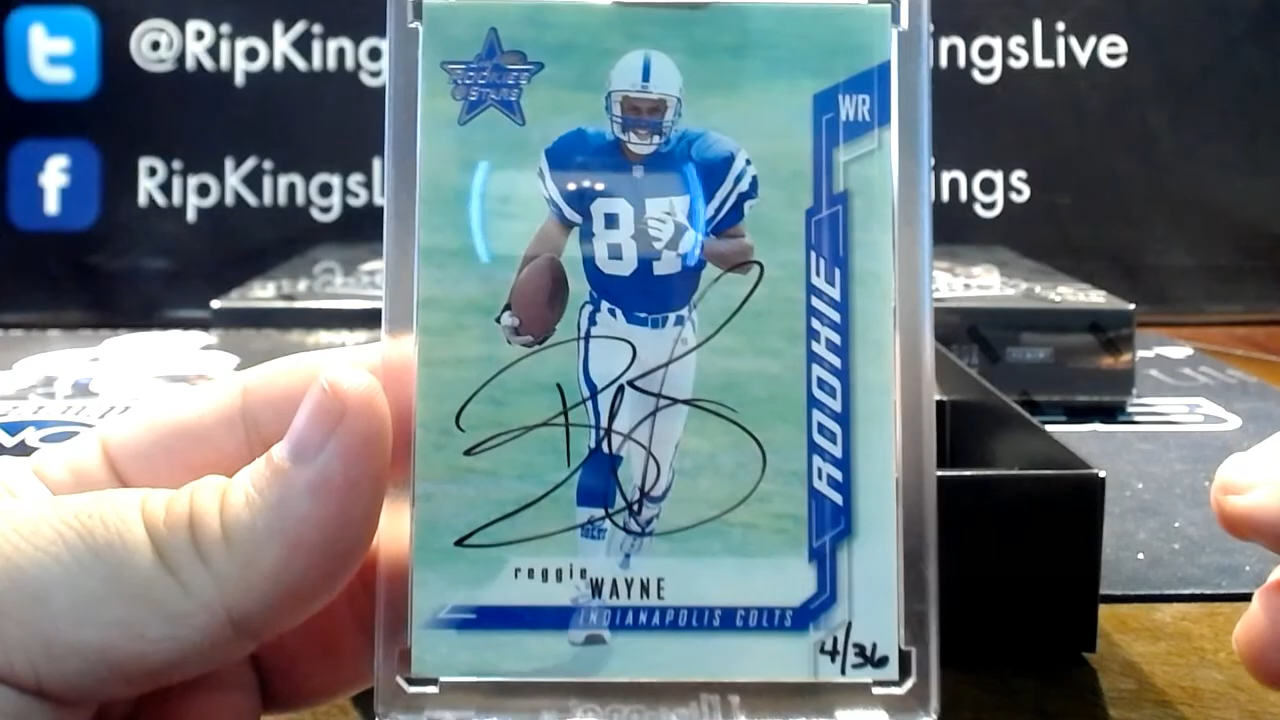 @RipKing ingsLive
RipKingsL ings
ROOKIES
& STARS
WR
87
ROOKIE
reggie
WAYNE
INDIANAPOLIS COLTS
4/36